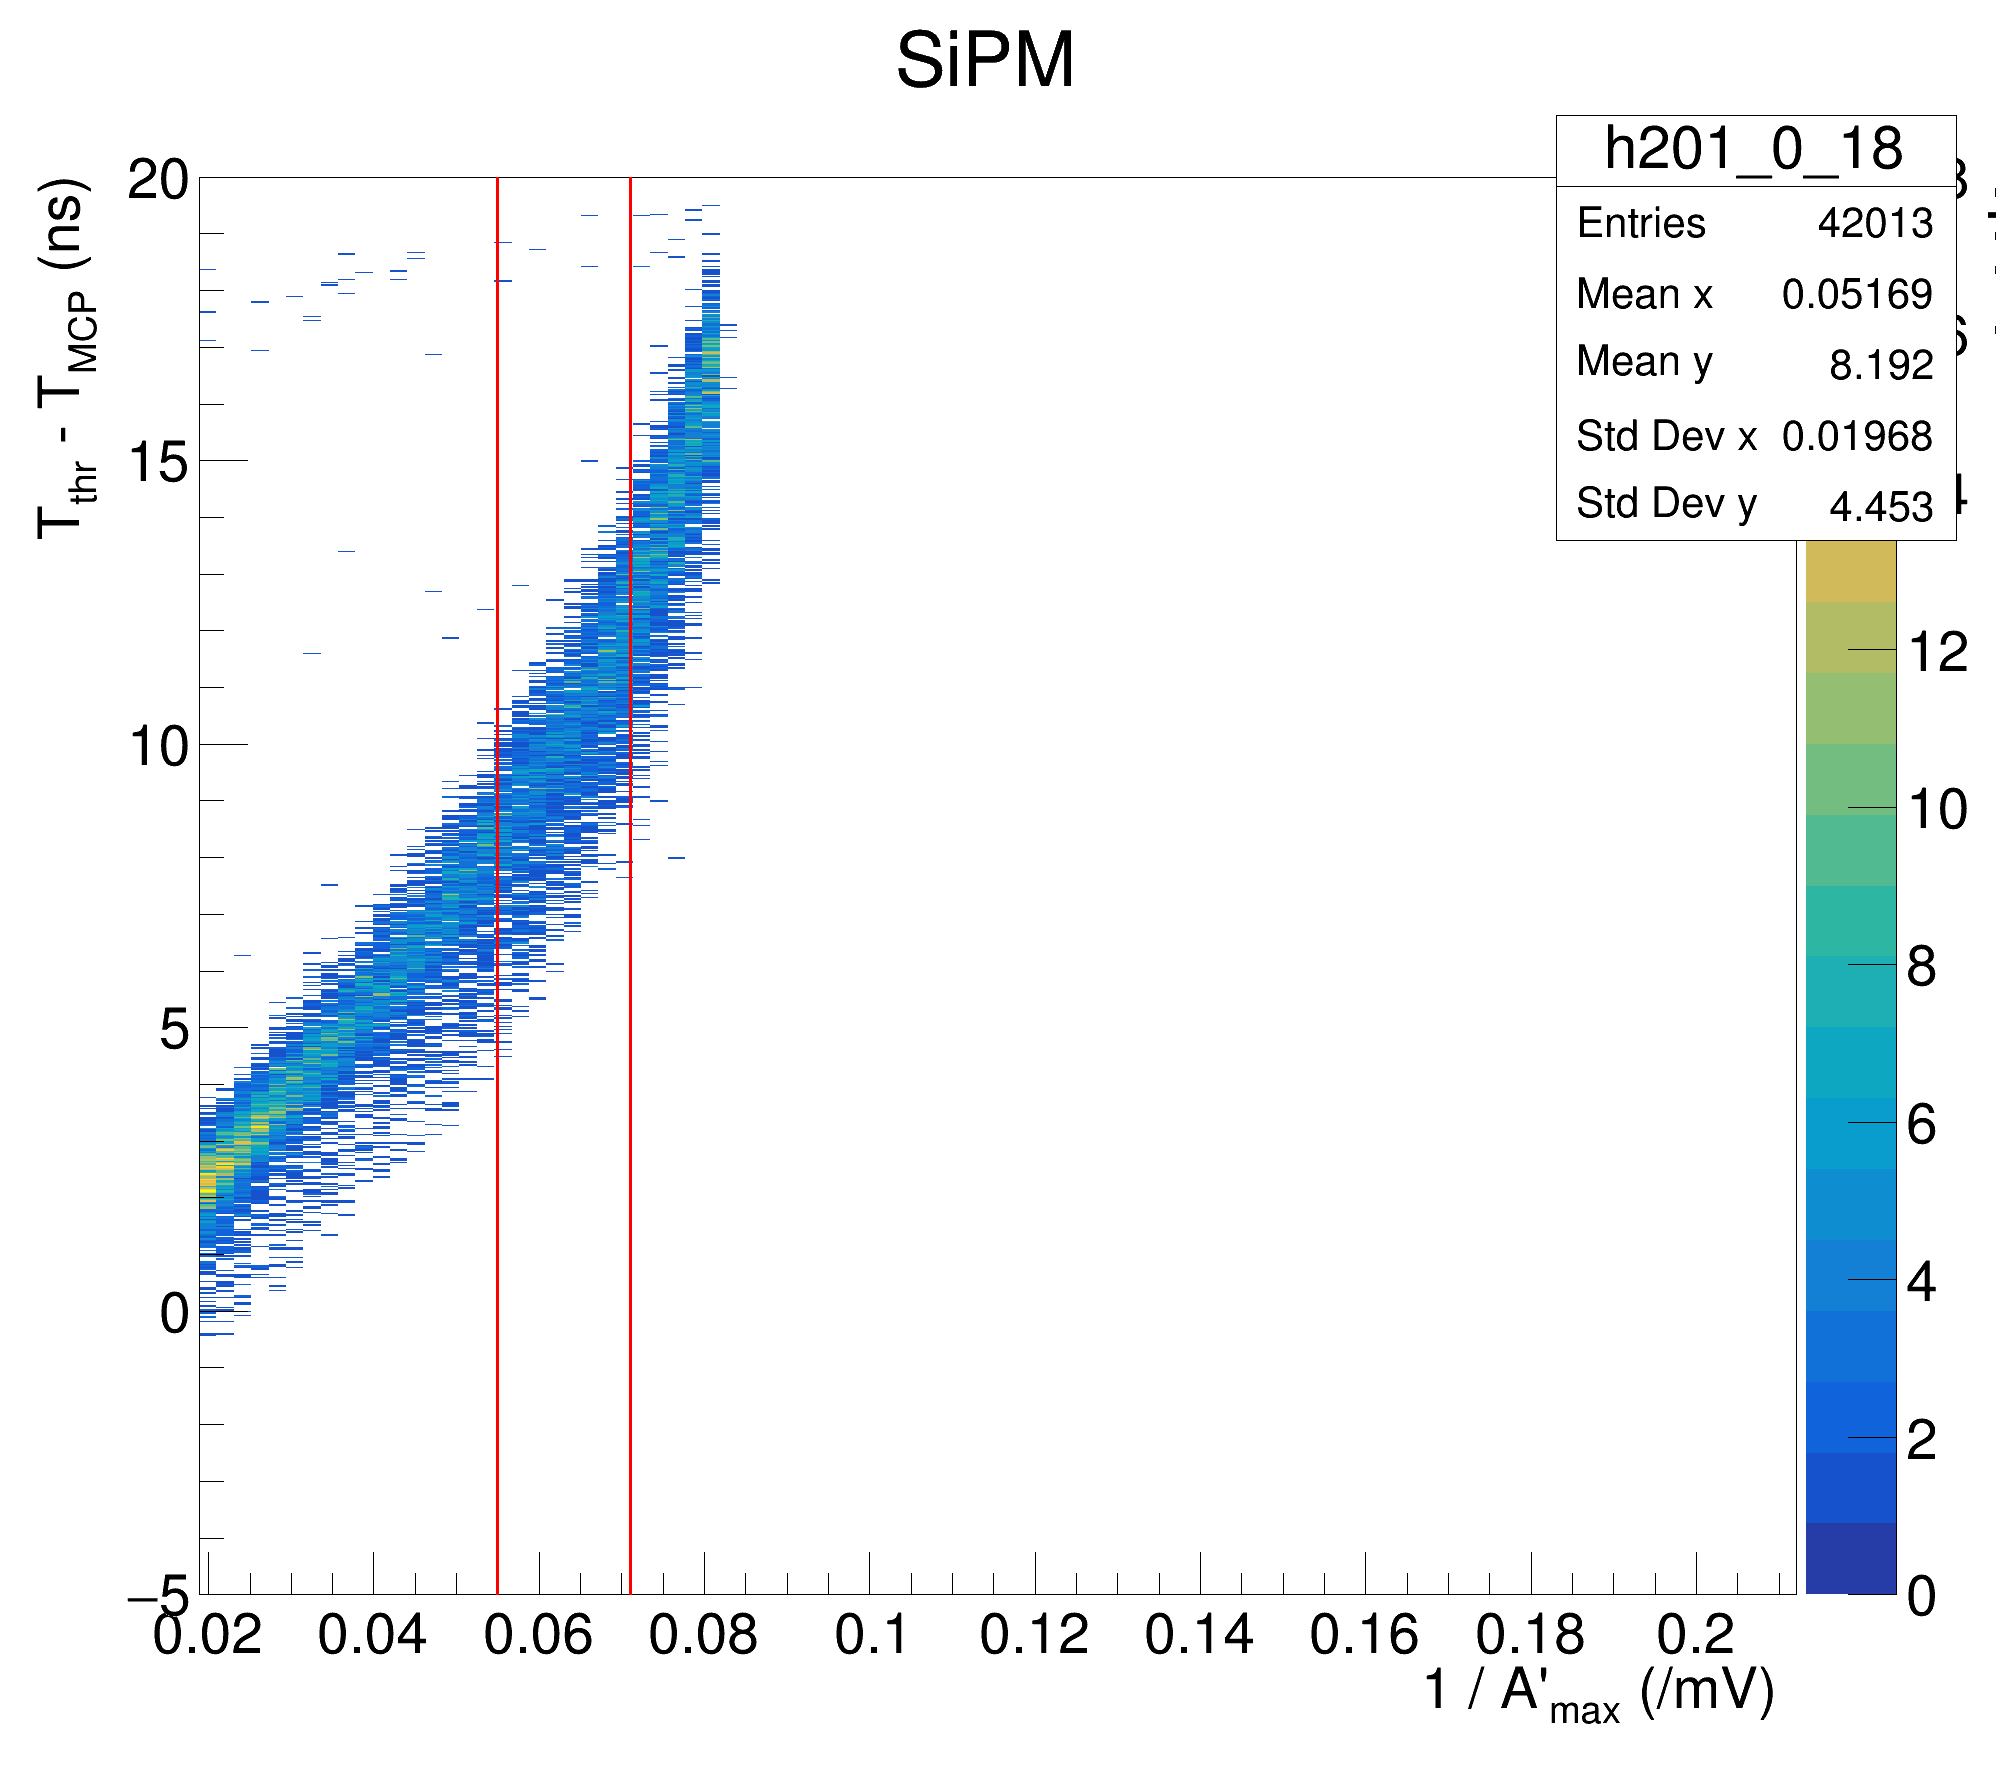 SiPM
h201_0_18
Entries 42013
Mean x 0.05169
Mean y 8.192
Std Dev x 0.01968
Std Dev y 4.453
T_thr - T_MCP (ns)
20
15
10
5
0
−5
0.02 0.04 0.06 0.08 0.1 0.12 0.14 0.16 0.18 0.2
1 / A'_max (/mV)
12
10
8
6
4
2
0